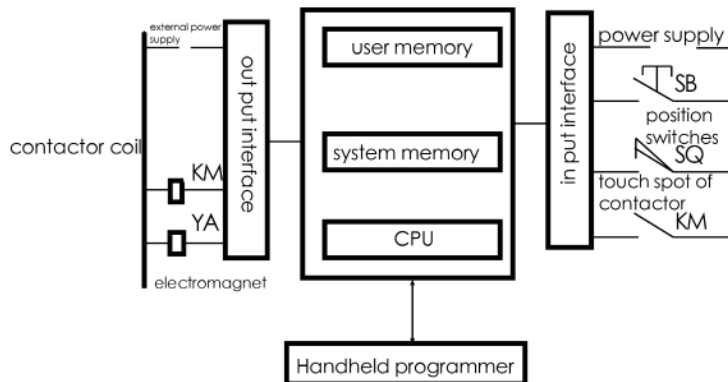 external power
supply
contactor coil
KM
YA
electromagnet
out put interface
user memory
system memory
CPU
Handheld programmer
in put interface
power supply
SB
position
switches
SQ
touch spot of
contactor
KM